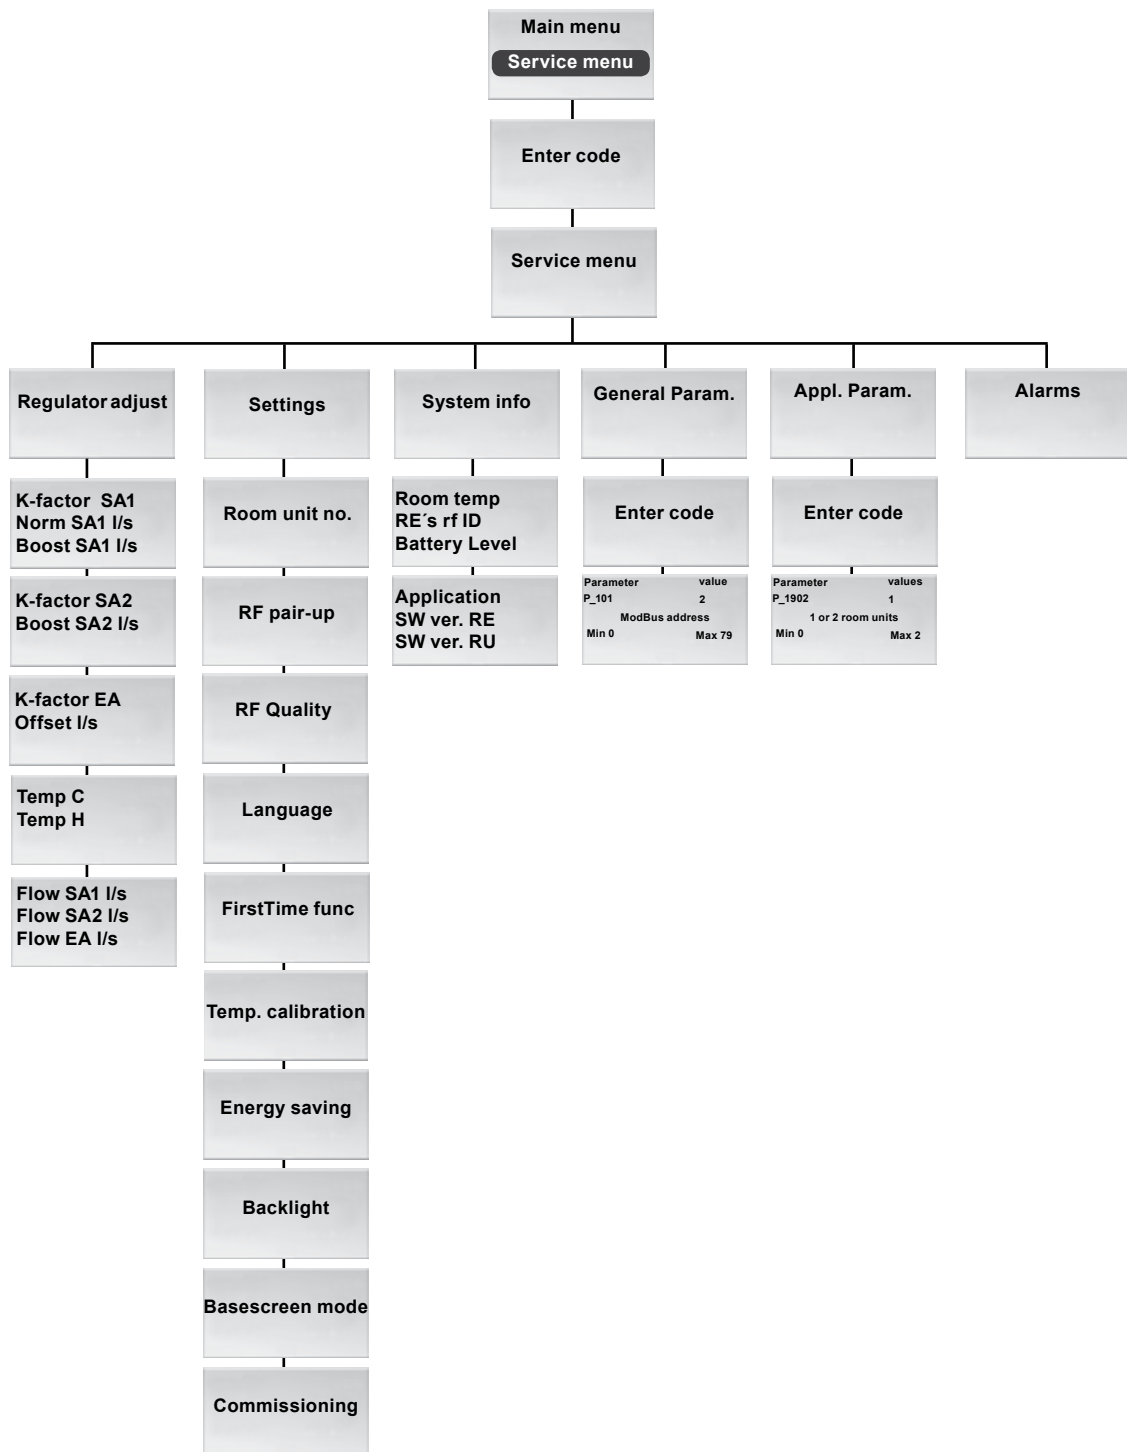 Main menu
Service menu
Enter code
Service menu
Regulator adjust
Settings
System info
General Param.
Appl. Param.
Alarms
K-factor SA1
Norm SA1 l/s
Boost SA1 l/s
K-factor SA2
Boost SA2 l/s
K-factor EA
Offset l/s
Temp C
Temp H
Flow SA1 l/s
Flow SA2 l/s
Flow EA l/s
Room unit no.
RF pair-up
RF Quality
Language
FirstTime func
Temp. calibration
Energy saving
Backlight
Basescreen mode
Commissioning
Room temp
RE´s rf ID
Battery Level
Application
SW ver. RE
SW ver. RU
Enter code
Parameter value
P_101 2
ModBus address
Min 0 Max 79
Enter code
Parameter values
P_1902 1
1 or 2 room units
Min 0 Max 2